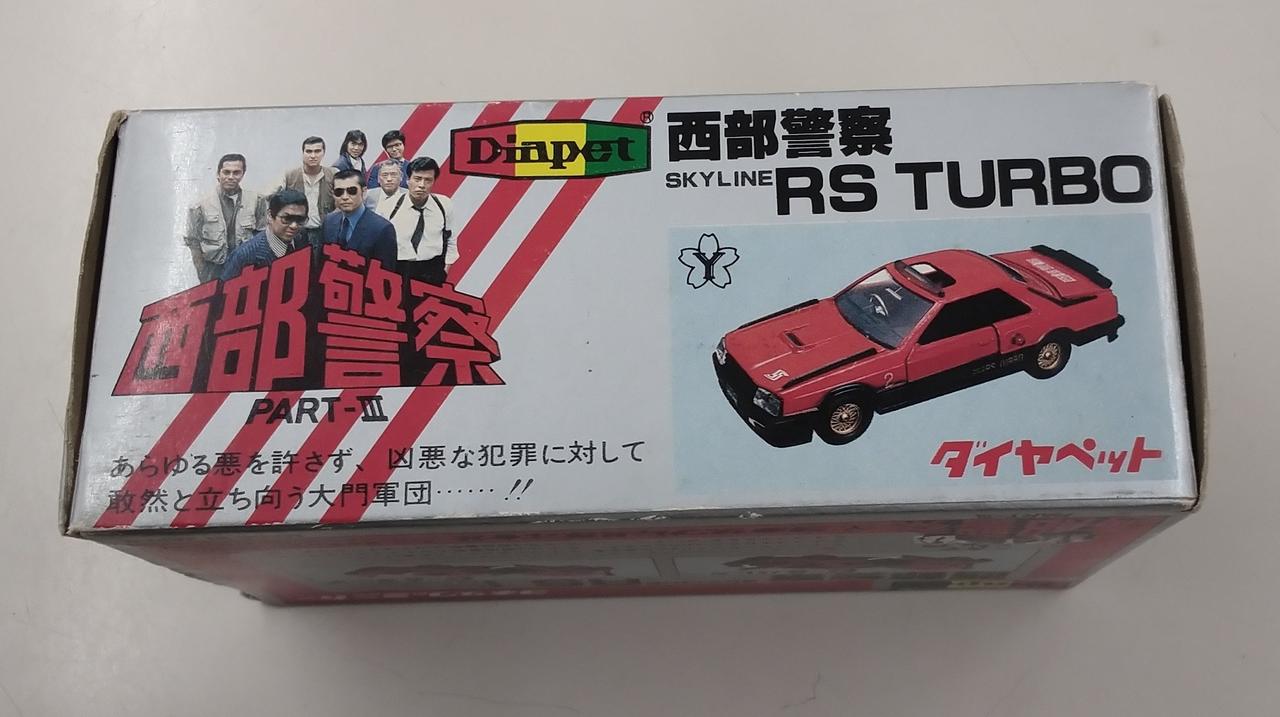 Diapet®
西部警察
SKYLINE RS TURBO
西部警察
PART-III
あらゆる悪を許さず、凶悪な犯罪に対して
敢然と立ち向う大門軍団……!!
Y
2
ダイヤペット